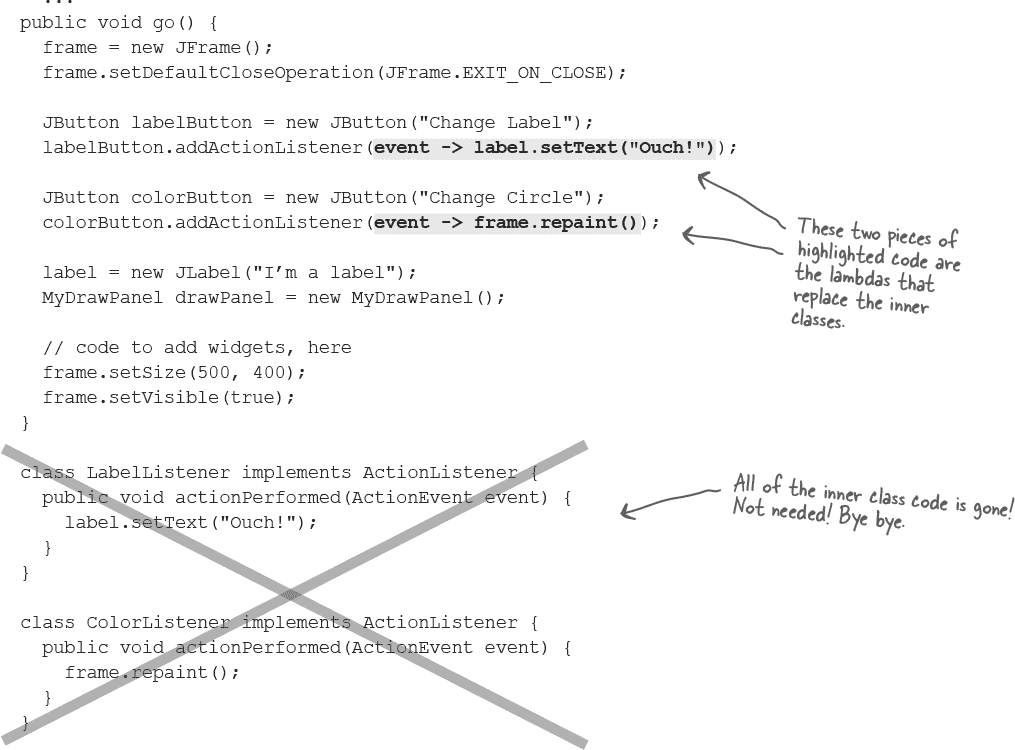 ...
public void go() {
frame = new JFrame();
frame.setDefaultCloseOperation(JFrame.EXIT_ON_CLOSE);
JButton labelButton = new JButton("Change Label");
labelButton.addActionListener(event -> label.setText("Ouch!"));
JButton colorButton = new JButton("Change Circle");
colorButton.addActionListener(event -> frame.repaint());
These two pieces of
highlighted code are
the lambdas that
replace the inner
classes.
label = new JLabel("I’m a label");
MyDrawPanel drawPanel = new MyDrawPanel();
// code to add widgets, here
frame.setSize(500, 400);
frame.setVisible(true);
}
class LabelListener implements ActionListener {
public void actionPerformed(ActionEvent event) {
label.setText("Ouch!");
}
}
All of the inner class code is gone!
Not needed! Bye bye.
class ColorListener implements ActionListener {
public void actionPerformed(ActionEvent event) {
frame.repaint();
}
}